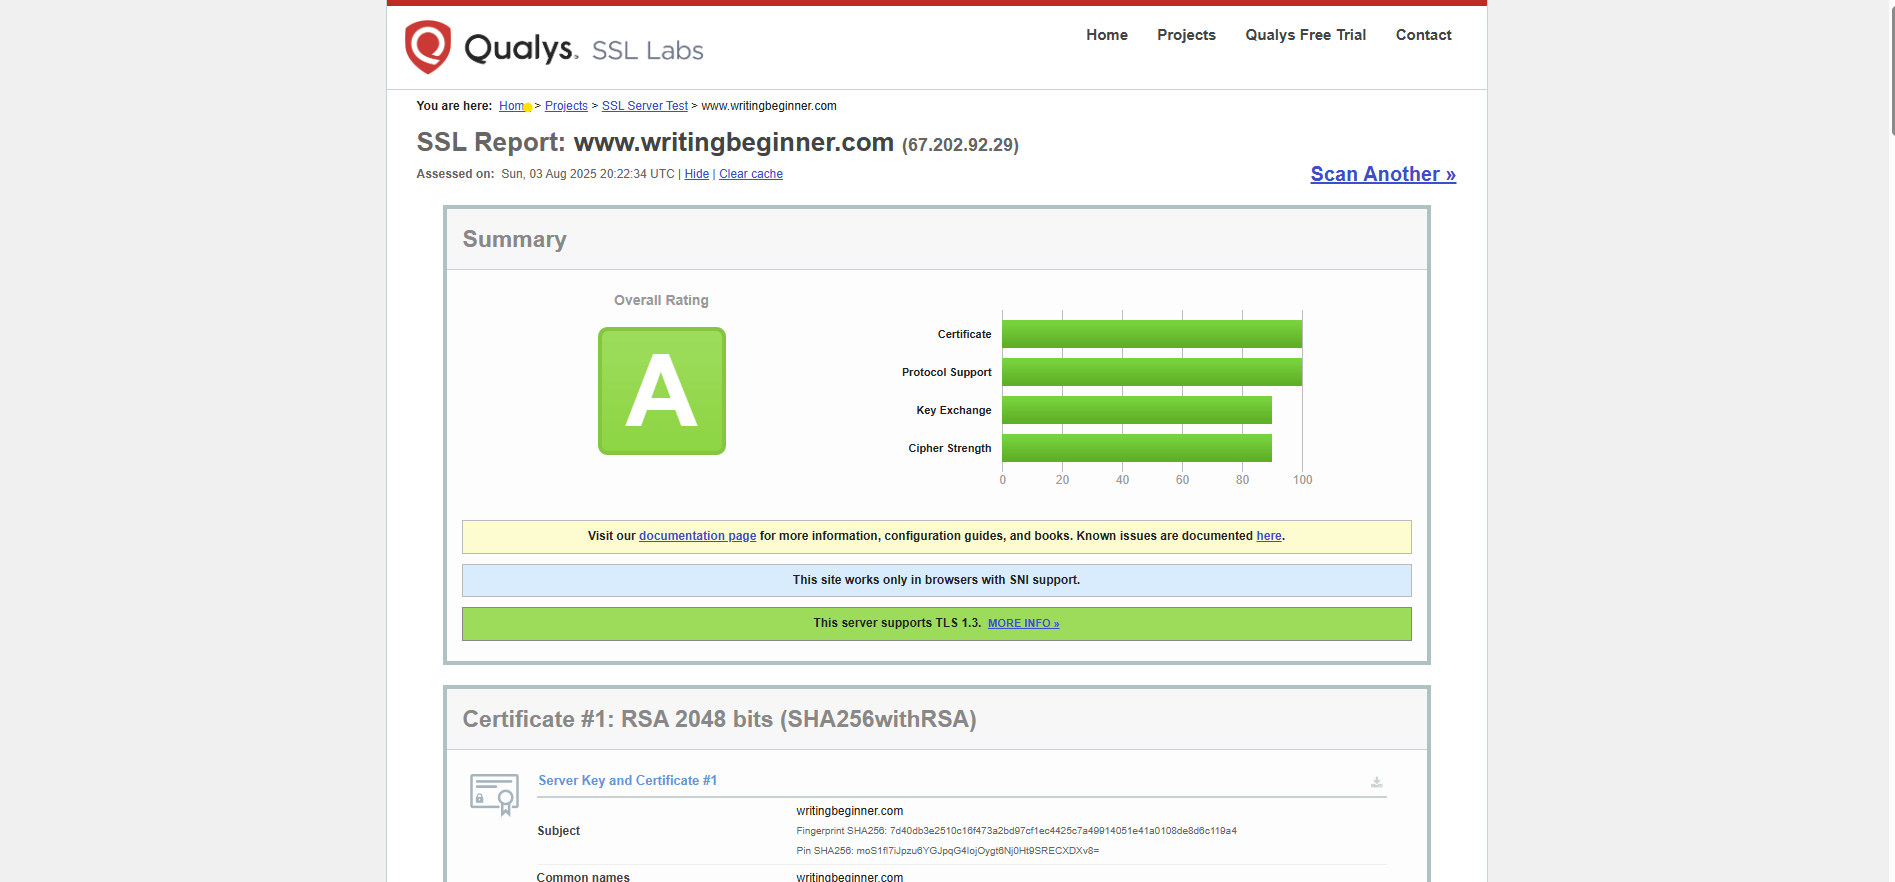 Qualys. SSL Labs
Home Projects Qualys Free Trial Contact
You are here: Home > Projects > SSL Server Test > www.writingbeginner.com
SSL Report: www.writingbeginner.com (67.202.92.29)
Assessed on: Sun, 03 Aug 2025 20:22:34 UTC | Hide | Clear cache
Scan Another »
Summary
Overall Rating
A
Certificate
Protocol Support
Key Exchange
Cipher Strength
0 20 40 60 80 100
Visit our documentation page for more information, configuration guides, and books. Known issues are documented here.
This site works only in browsers with SNI support.
This server supports TLS 1.3. MORE INFO »
Certificate #1: RSA 2048 bits (SHA256withRSA)
Server Key and Certificate #1
Subject
writingbeginner.com
Fingerprint SHA256: 7d40db3e2510c16f473a2bd97cf1ec4425c7a49914051e41a0108de8d6c119a4
Pin SHA256: moS1fl7iJpzu6YGJpqG4lojOygt6Nj0Ht9SRECXDXv8=
Common names writingbeginner.com